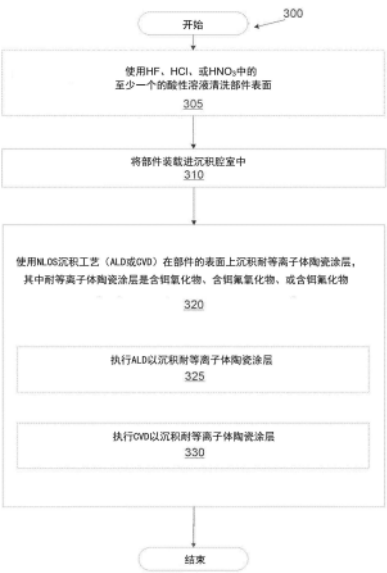 开始
300
使用HF、HCl、或HNO₃中的
至少一个的酸性溶液清洗部件表面
305
将部件装载进沉积腔室中
310
使用NLOS沉积工艺（ALD或CVD）在部件的表面上沉积耐等离子体陶瓷涂层，
其中耐等离子体陶瓷涂层是含铒氧化物、含铒氟氧化物、或含铒氟化物
320
执行ALD以沉积耐等离子体陶瓷涂层
325
执行CVD以沉积耐等离子体陶瓷涂层
330
结束